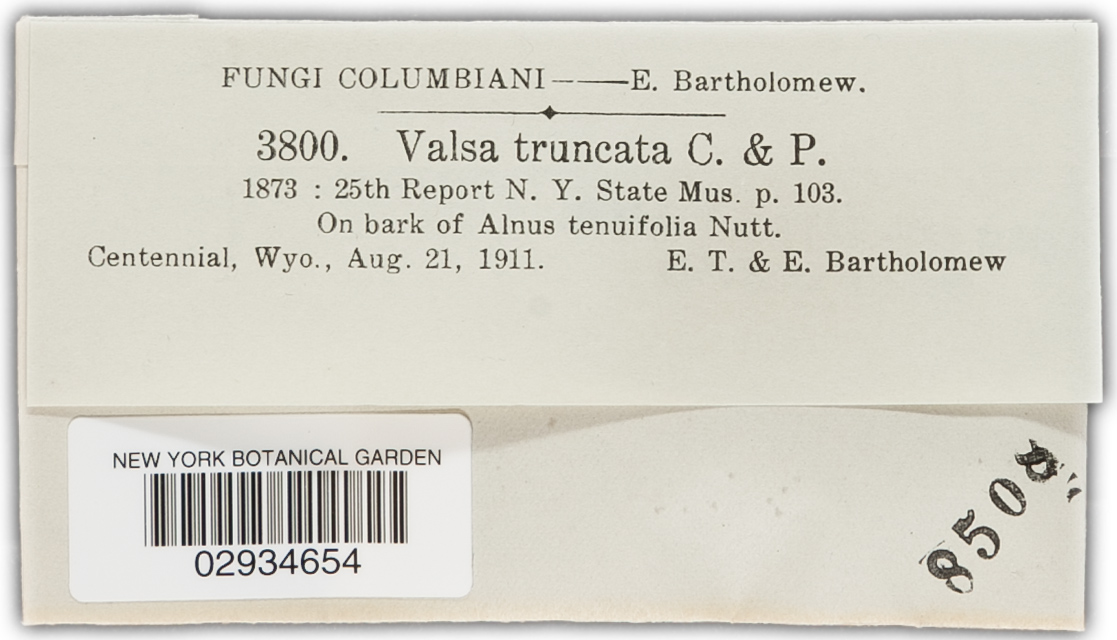 FUNGI COLUMBIANI———E. Bartholomew.
3800. Valsa truncata C. & P.
1873 : 25th Report N. Y. State Mus. p. 103.
On bark of Alnus tenuifolia Nutt.
Centennial, Wyo., Aug. 21, 1911. E. T. & E. Bartholomew
NEW YORK BOTANICAL GARDEN
02934654